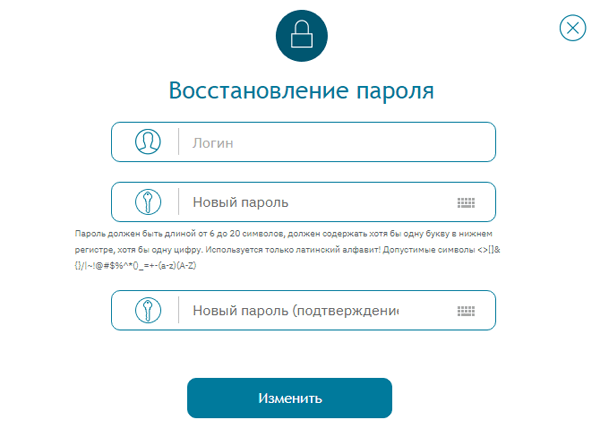 Восстановление пароля
Логин
Новый пароль
Пароль должен быть длиной от 6 до 20 символов, должен содержать хотя бы одну букву в нижнем
регистре, хотя бы одну цифру. Используется только латинский алфавит! Допустимые символы <>[]&
{}/|~!@#$%^*()_=+-(a-z)(A-Z)
Новый пароль (подтверждение
Изменить